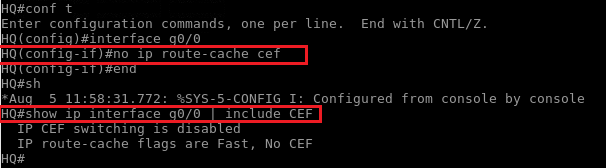 HQ#conf t
Enter configuration commands, one per line.  End with CNTL/Z.
HQ(config)#interface g0/0
HQ(config-if)#no ip route-cache cef
HQ(config-if)#end
HQ#sh
*Aug  5 11:58:31.772: %SYS-5-CONFIG_I: Configured from console by console
HQ#show ip interface g0/0 | include CEF
  IP CEF switching is disabled
  IP route-cache flags are Fast, No CEF
HQ#